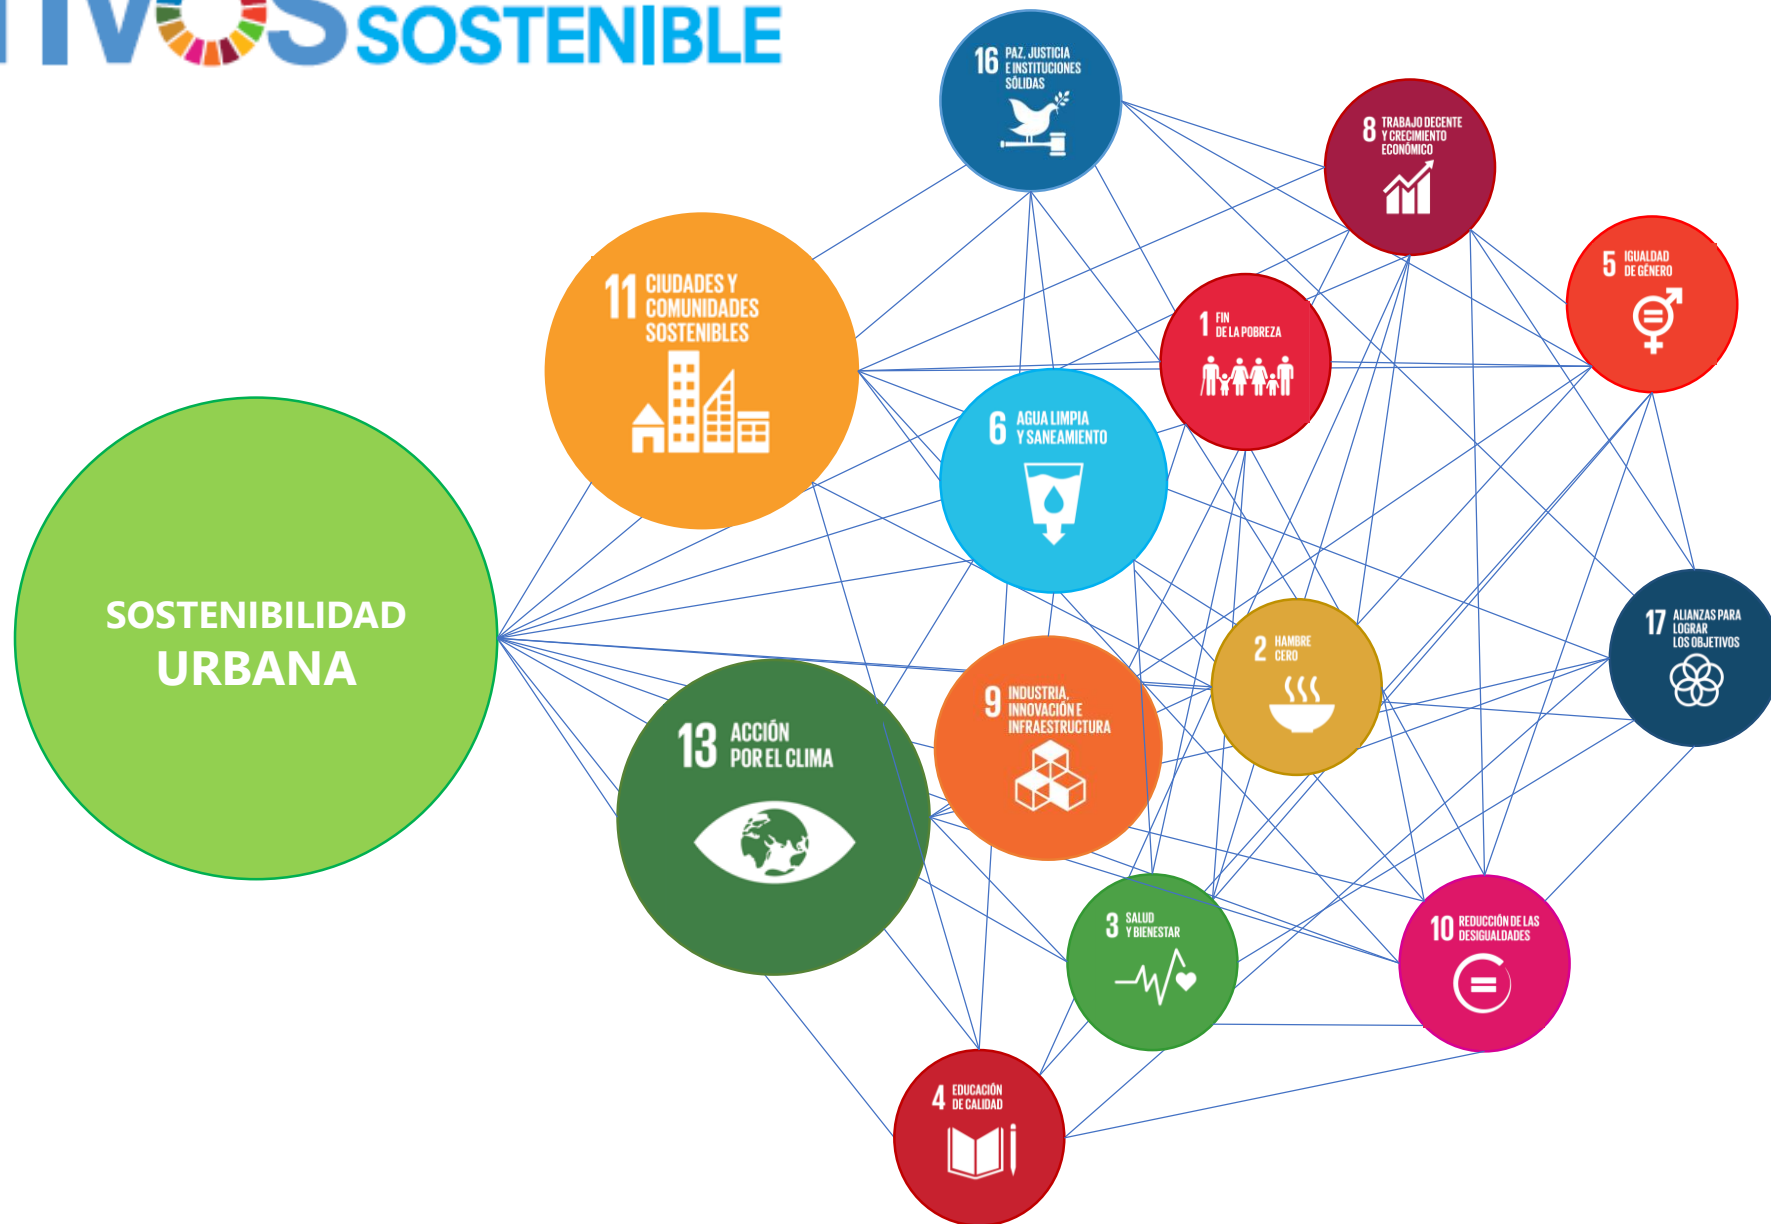 TIVOS SOSTENIBLE
16 PAZ, JUSTICIA
E INSTITUCIONES
SÓLIDAS
8 TRABAJO DECENTE
Y CRECIMIENTO
ECONÓMICO
5 IGUALDAD
DE GÉNERO
11 CIUDADES Y
COMUNIDADES
SOSTENIBLES
1 FIN
DE LA POBREZA
6 AGUA LIMPIA
Y SANEAMIENTO
SOSTENIBILIDAD
URBANA
17 ALIANZAS PARA
LOGRAR
LOS OBJETIVOS
2 HAMBRE
CERO
9 INDUSTRIA,
INNOVACIÓN E
INFRAESTRUCTURA
13 ACCIÓN
POR EL CLIMA
3 SALUD
Y BIENESTAR
10 REDUCCIÓN DE LAS
DESIGUALDADES
4 EDUCACIÓN
DE CALIDAD